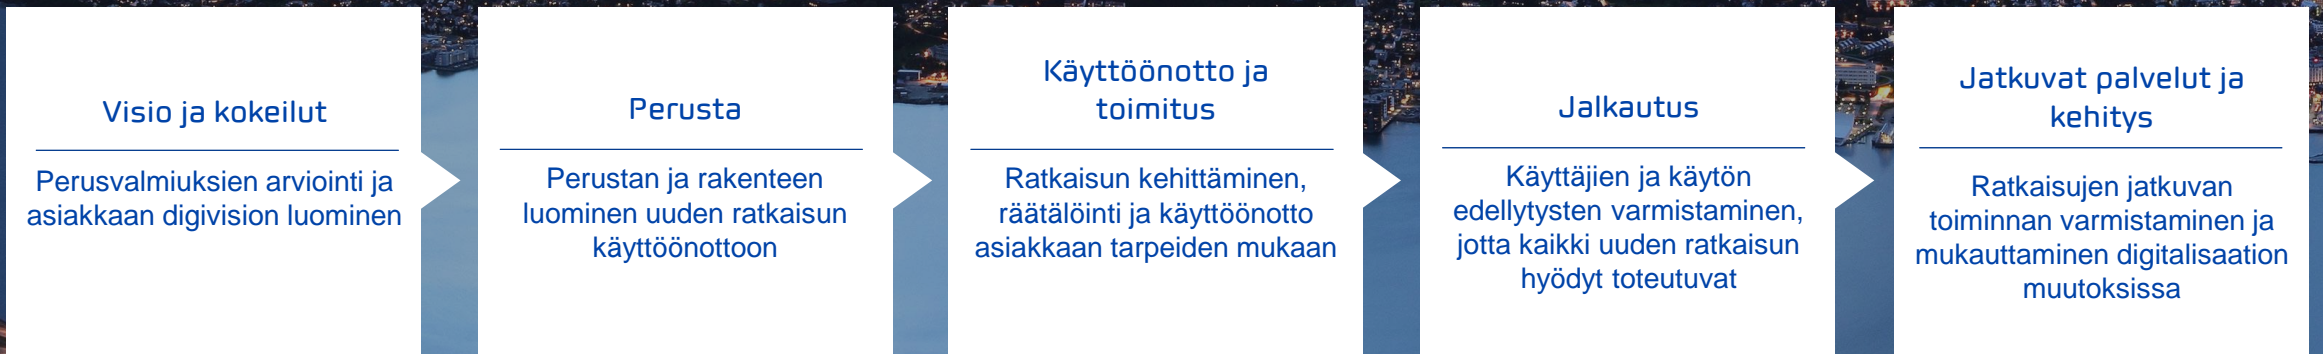 Visio ja kokeilut
Perusvalmiuksien arviointi ja
asiakkaan digivision luominen
Perusta
Perustan ja rakenteen
luominen uuden ratkaisun
käyttöönottoon
Käyttöönotto ja
toimitus
Ratkaisun kehittäminen,
räätälöinti ja käyttöönotto
asiakkaan tarpeiden mukaan
Jalkautus
Käyttäjien ja käytön
edellytysten varmistaminen,
jotta kaikki uuden ratkaisun
hyödyt toteutuvat
Jatkuvat palvelut ja
kehitys
Ratkaisujen jatkuvan
toiminnan varmistaminen ja
mukauttaminen digitalisaation
muutoksissa